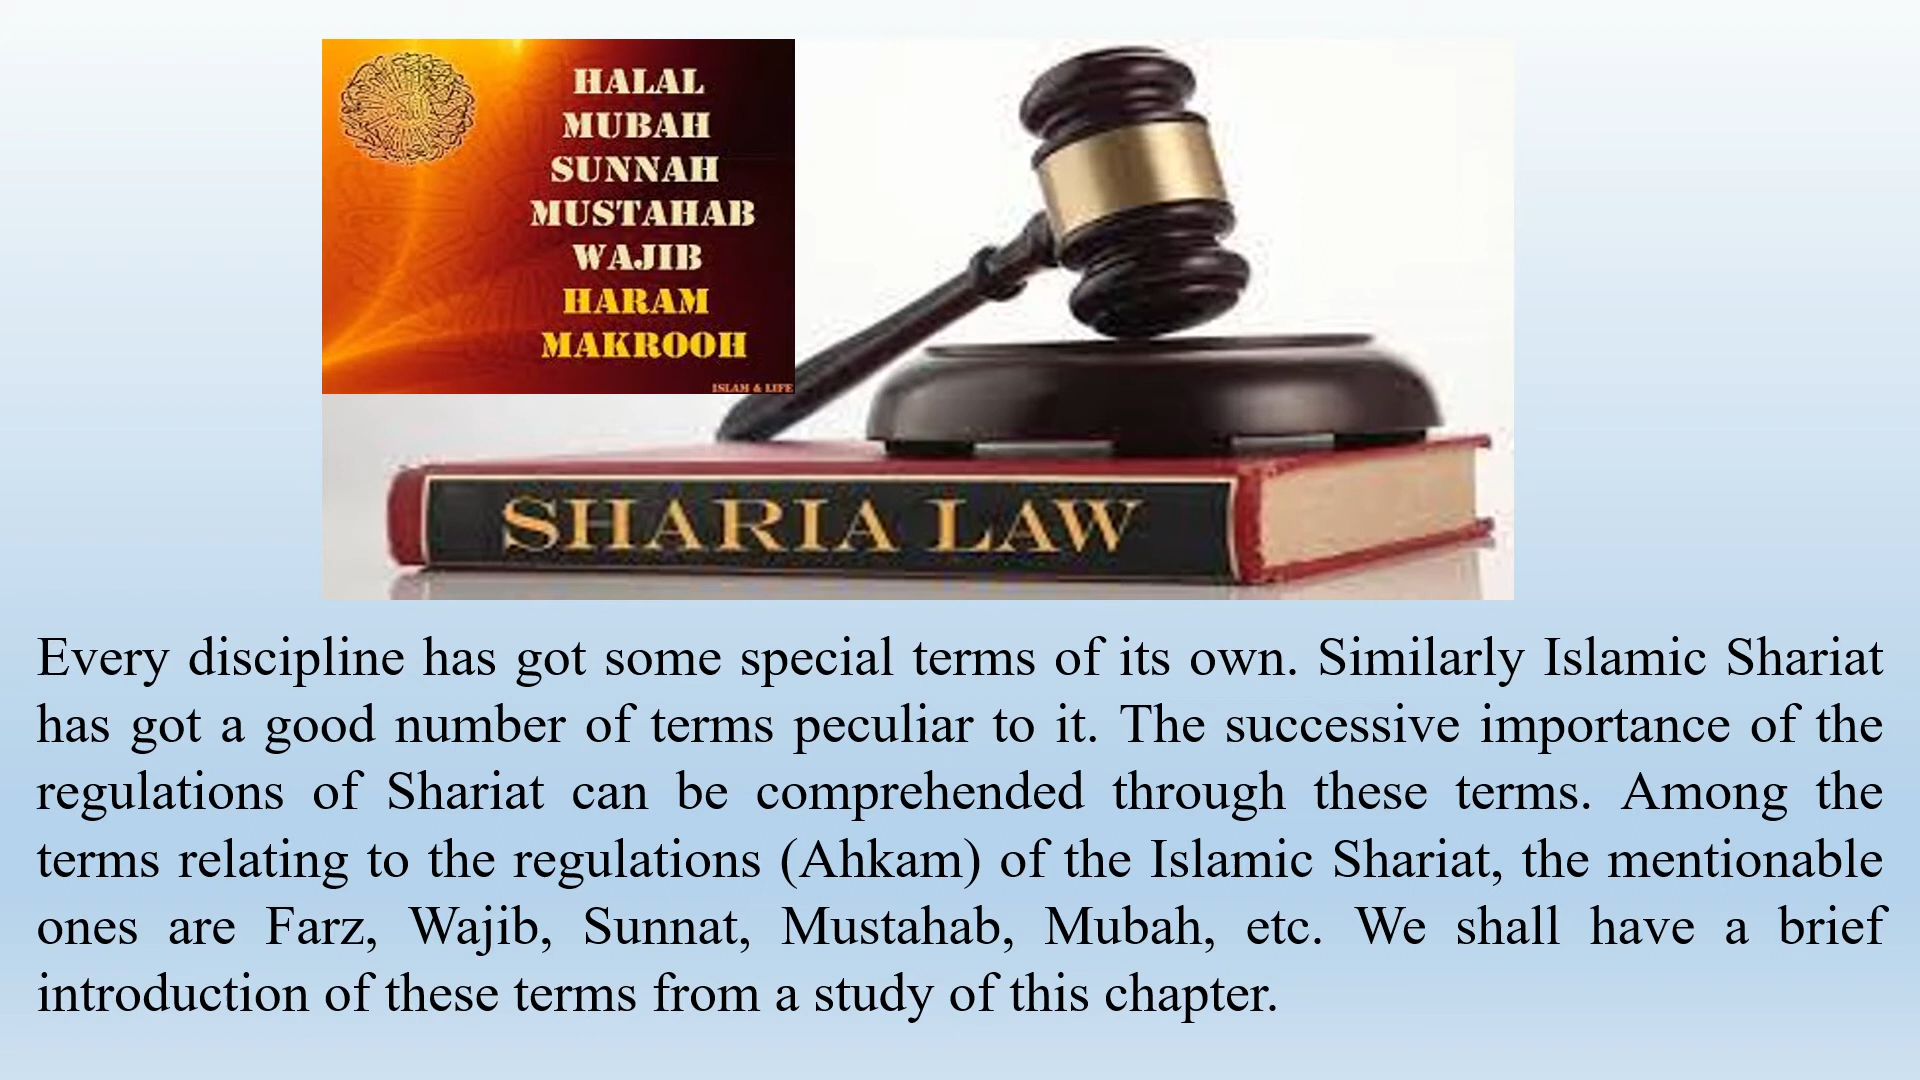 HALAL
MUBAH
SUNNAH
MUSTAHAB
WAJIB
HARAM
MAKROOH
ISLAM & LIFE
SHARIA LAW
Every discipline has got some special terms of its own. Similarly Islamic Shariat
has got a good number of terms peculiar to it. The successive importance of the
regulations of Shariat can be comprehended through these terms. Among the
terms relating to the regulations (Ahkam) of the Islamic Shariat, the mentionable
ones are Farz, Wajib, Sunnat, Mustahab, Mubah, etc. We shall have a brief
introduction of these terms from a study of this chapter.